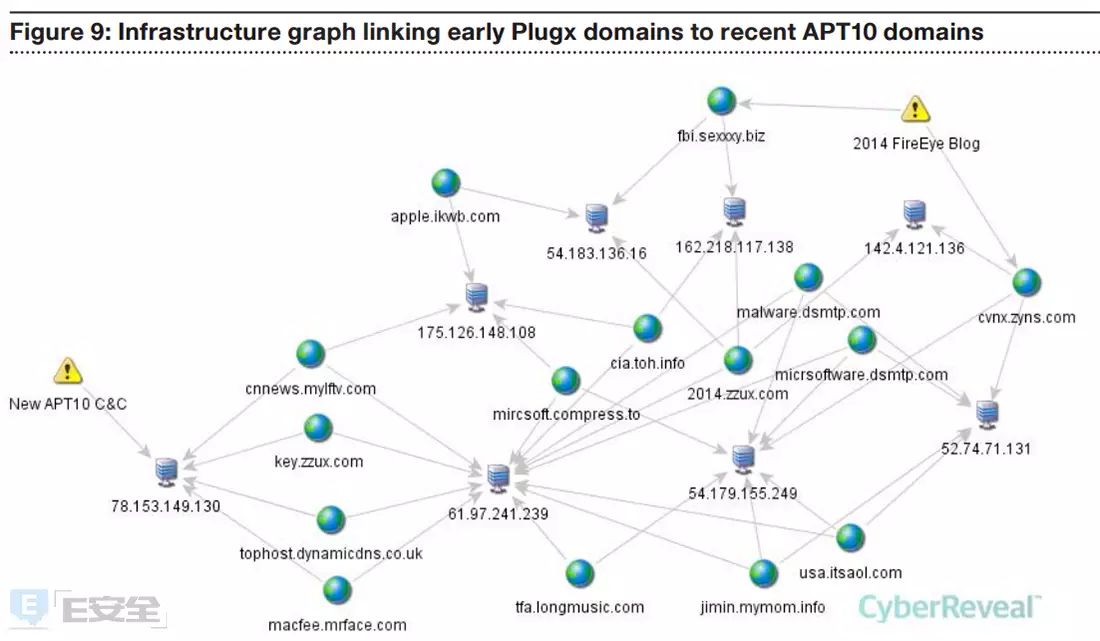 Figure 9: Infrastructure graph linking early Plugx domains to recent APT10 domains
fbi.sexxxy.biz
2014 FireEye Blog
apple.ikwb.com
54.183.136.16
162.218.117.138
142.4.121.136
malware.dsmtp.com
cvnx.zyns.com
175.126.148.108
cia.toh.info
cnnews.mylftv.com
micrsoftware.dsmtp.com
2014.zzux.com
New APT10 C&C
mircsoft.compress.to
52.74.71.131
key.zzux.com
54.179.155.249
78.153.149.130
61.97.241.239
tophost.dynamicdns.co.uk
usa.itsaol.com
tfa.longmusic.com
jimin.mymom.info
macfee.mrface.com
E安全
CyberReveal™